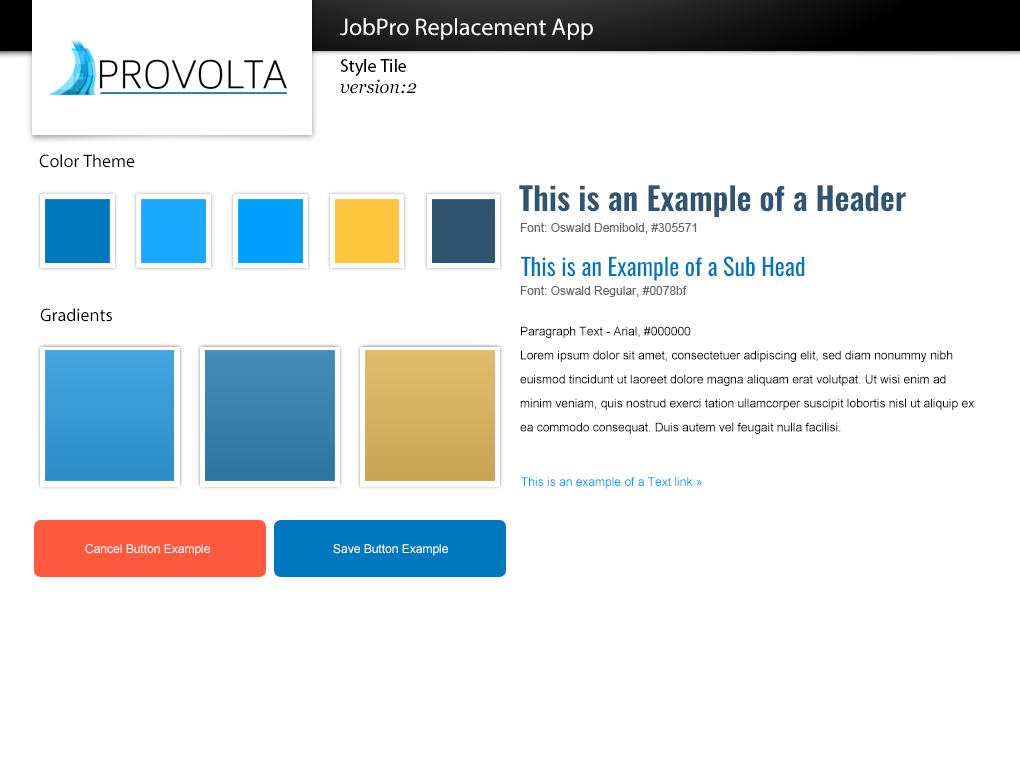 JobPro Replacement App
PROVOLTA
Style Tile
version:2
Color Theme
Gradients
Cancel Button Example
Save Button Example
This is an Example of a Header
Font: Oswald Demibold, #305571
This is an Example of a Sub Head
Font: Oswald Regular, #0078bf
Paragraph Text - Arial, #000000
Lorem ipsum dolor sit amet, consectetuer adipiscing elit, sed diam nonummy nibh
euismod tincidunt ut laoreet dolore magna aliquam erat volutpat. Ut wisi enim ad
minim veniam, quis nostrud exerci tation ullamcorper suscipit lobortis nisl ut aliquip ex
ea commodo consequat. Duis autem vel feugait nulla facilisi.
This is an example of a Text link »